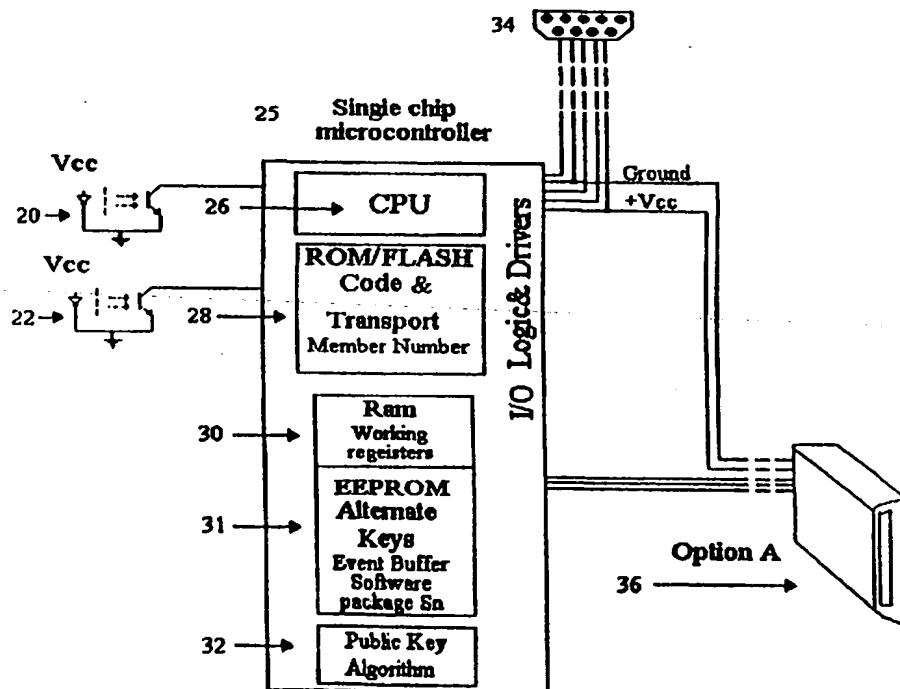 34
25
Single chip
microcontroller
Vcc
20
26
CPU
Ground
+Vcc
Vcc
22
28
ROM/FLASH
Code &
Transport
Member Number
I/O Logic& Drivers
30
Ram
Working
regeisters
31
EEPROM
Alternate
Keys
Event Buffer
Software
package Sn
Option A
36
32
Public Key
Algorithm